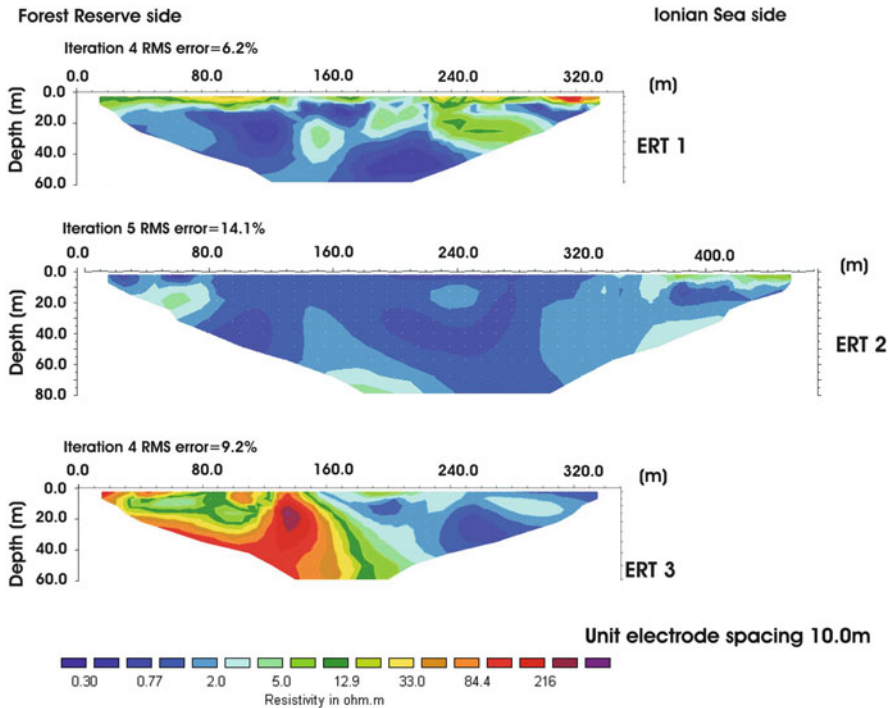 Forest Reserve side
Ionian Sea side
Iteration 4 RMS error=6.2%
0.0 80.0 160.0 240.0 320.0 (m)
Depth (m)
0.0
20.0
40.0
60.0
ERT 1
Iteration 5 RMS error=14.1%
0.0 80.0 160.0 240.0 320.0 400.0 (m)
Depth (m)
0.0
20.0
40.0
60.0
80.0
ERT 2
Iteration 4 RMS error=9.2%
0.0 80.0 160.0 240.0 320.0 (m)
Depth (m)
0.0
20.0
40.0
60.0
ERT 3
Unit electrode spacing 10.0m
0.30 0.77 2.0 5.0 12.9 33.0 84.4 216
Resistivity in ohm.m